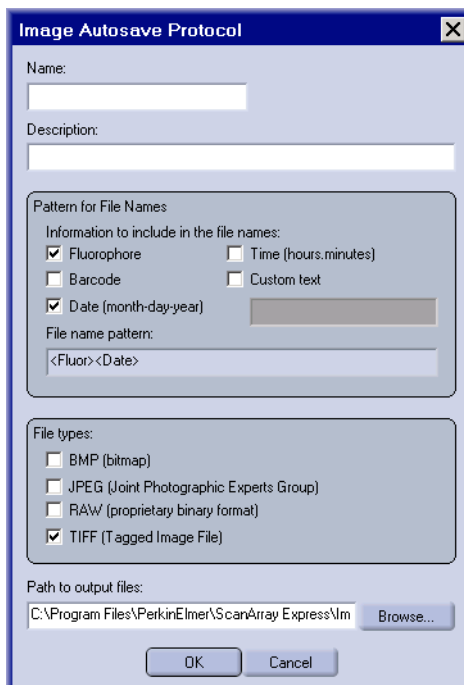 Image Autosave Protocol
Name:
Description:
Pattern for File Names
Information to include in the file names:
Fluorophore
Time (hours.minutes)
Barcode
Custom text
Date (month-day-year)
File name pattern:
<Fluor><Date>
File types:
BMP (bitmap)
JPEG (Joint Photographic Experts Group)
RAW (proprietary binary format)
TIFF (Tagged Image File)
Path to output files:
C:\Program Files\PerkinElmer\ScanArray Express\Im
Browse...
OK
Cancel